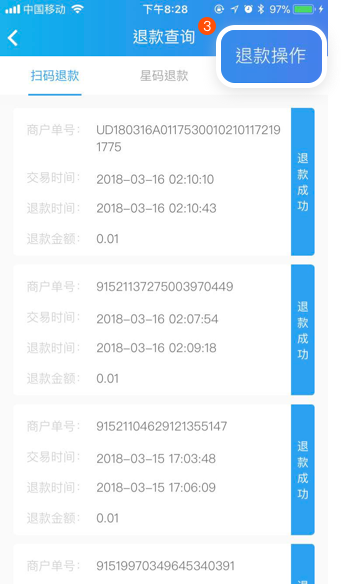 中国移动 下午8:28 97%
退款查询
3
退款操作
扫码退款 星码退款
商户单号: UD180316A0117530010210117219
1775
交易时间: 2018-03-16 02:10:10
退款时间: 2018-03-16 02:10:43
退款金额: 0.01
退款成功
商户单号: 91521137275003970449
交易时间: 2018-03-16 02:07:54
退款时间: 2018-03-16 02:09:18
退款金额: 0.01
退款成功
商户单号: 91521104629121355147
交易时间: 2018-03-15 17:03:48
退款时间: 2018-03-15 17:06:09
退款金额: 0.01
退款成功
商户单号: 91519970349645340391